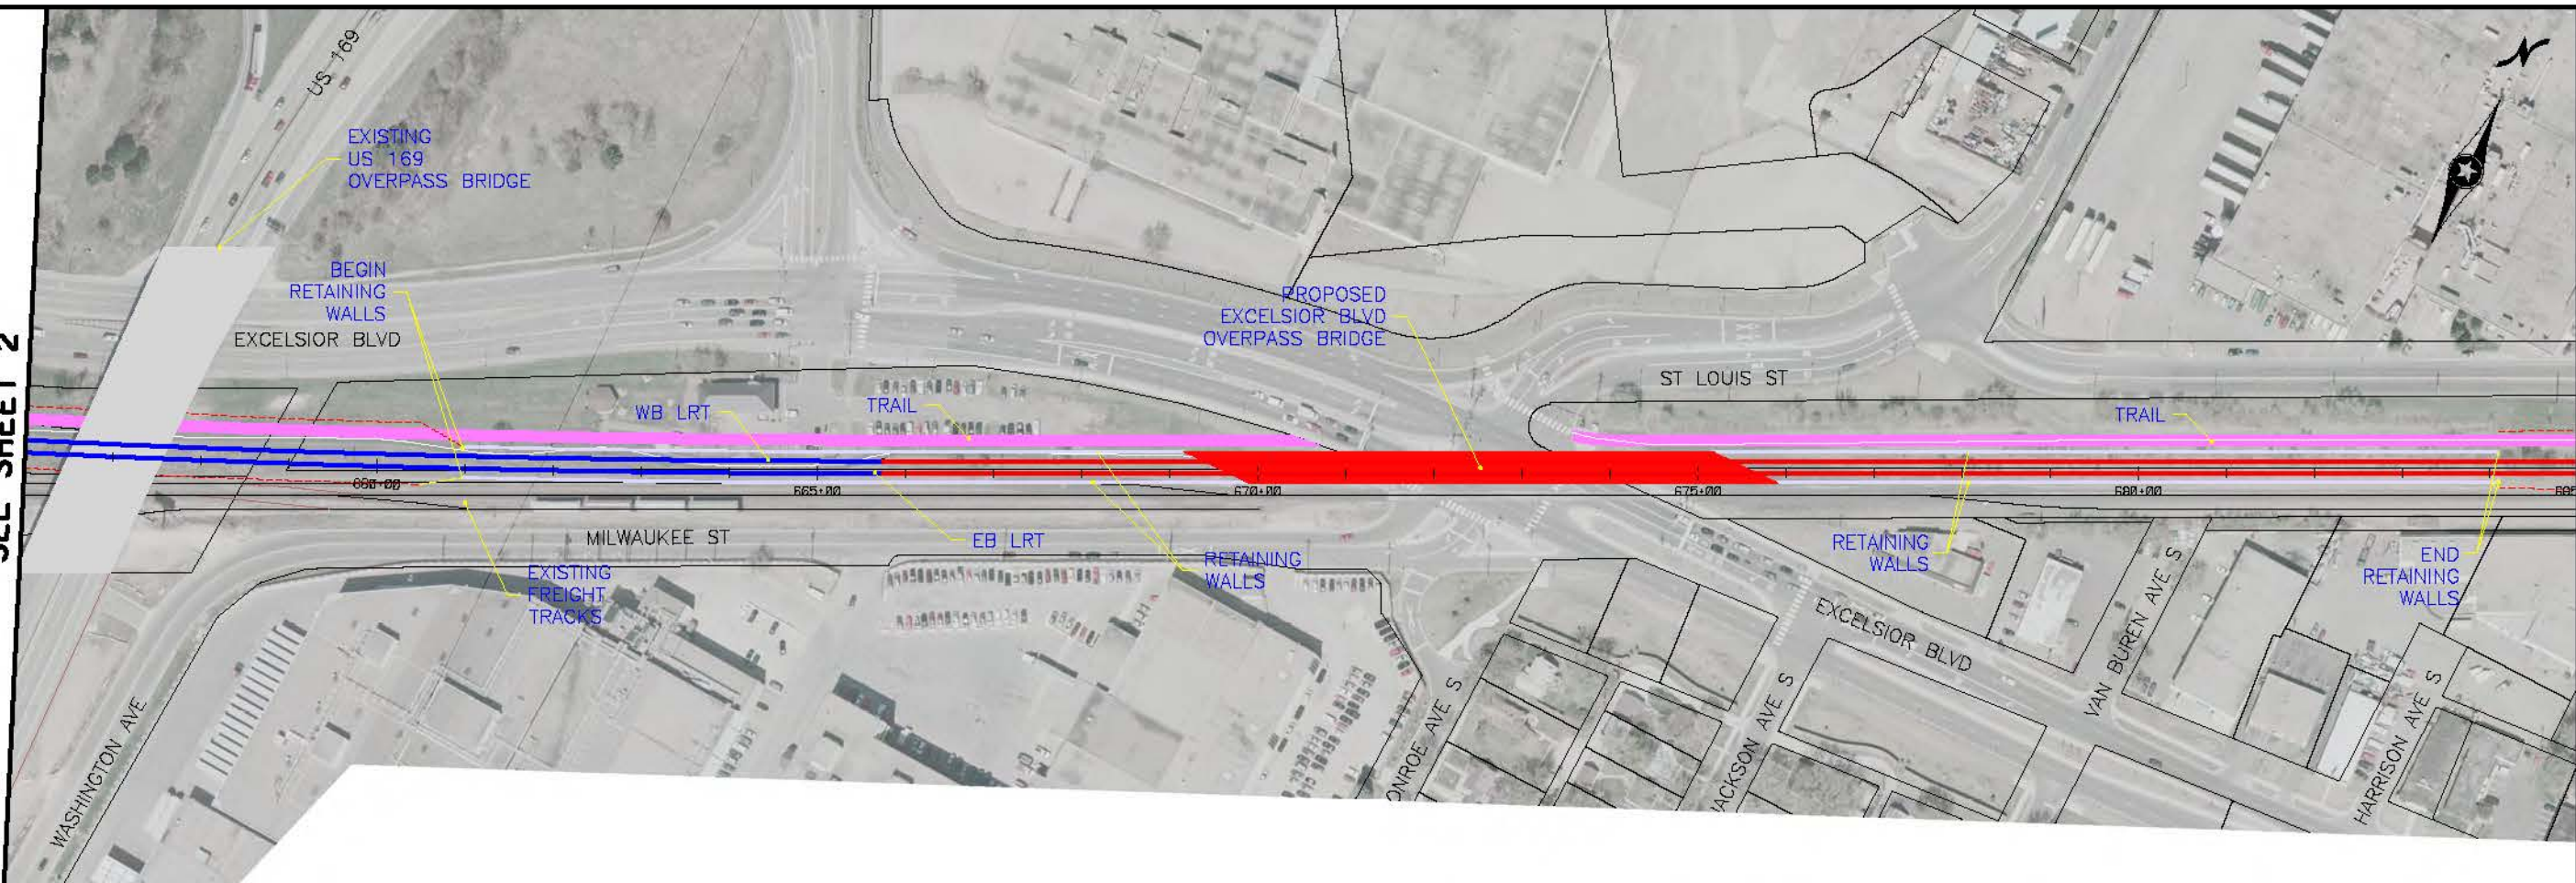 US 169
N
EXISTING
US 169
OVERPASS BRIDGE
BEGIN
RETAINING
WALLS
EXCELSIOR BLVD
PROPOSED
EXCELSIOR BLVD
OVERPASS BRIDGE
ST LOUIS ST
WB LRT
TRAIL
TRAIL
SEE SHEET 2
665+00
670+00
675+00
680+00
MILWAUKEE ST
EB LRT
RETAINING
WALLS
RETAINING
WALLS
END
RETAINING
WALLS
EXISTING
FREIGHT
TRACKS
EXCELSIOR BLVD
WASHINGTON AVE
ONROE AVE S
JACKSON AVE S
VAN BUREN AVE S
HARRISON AVE S